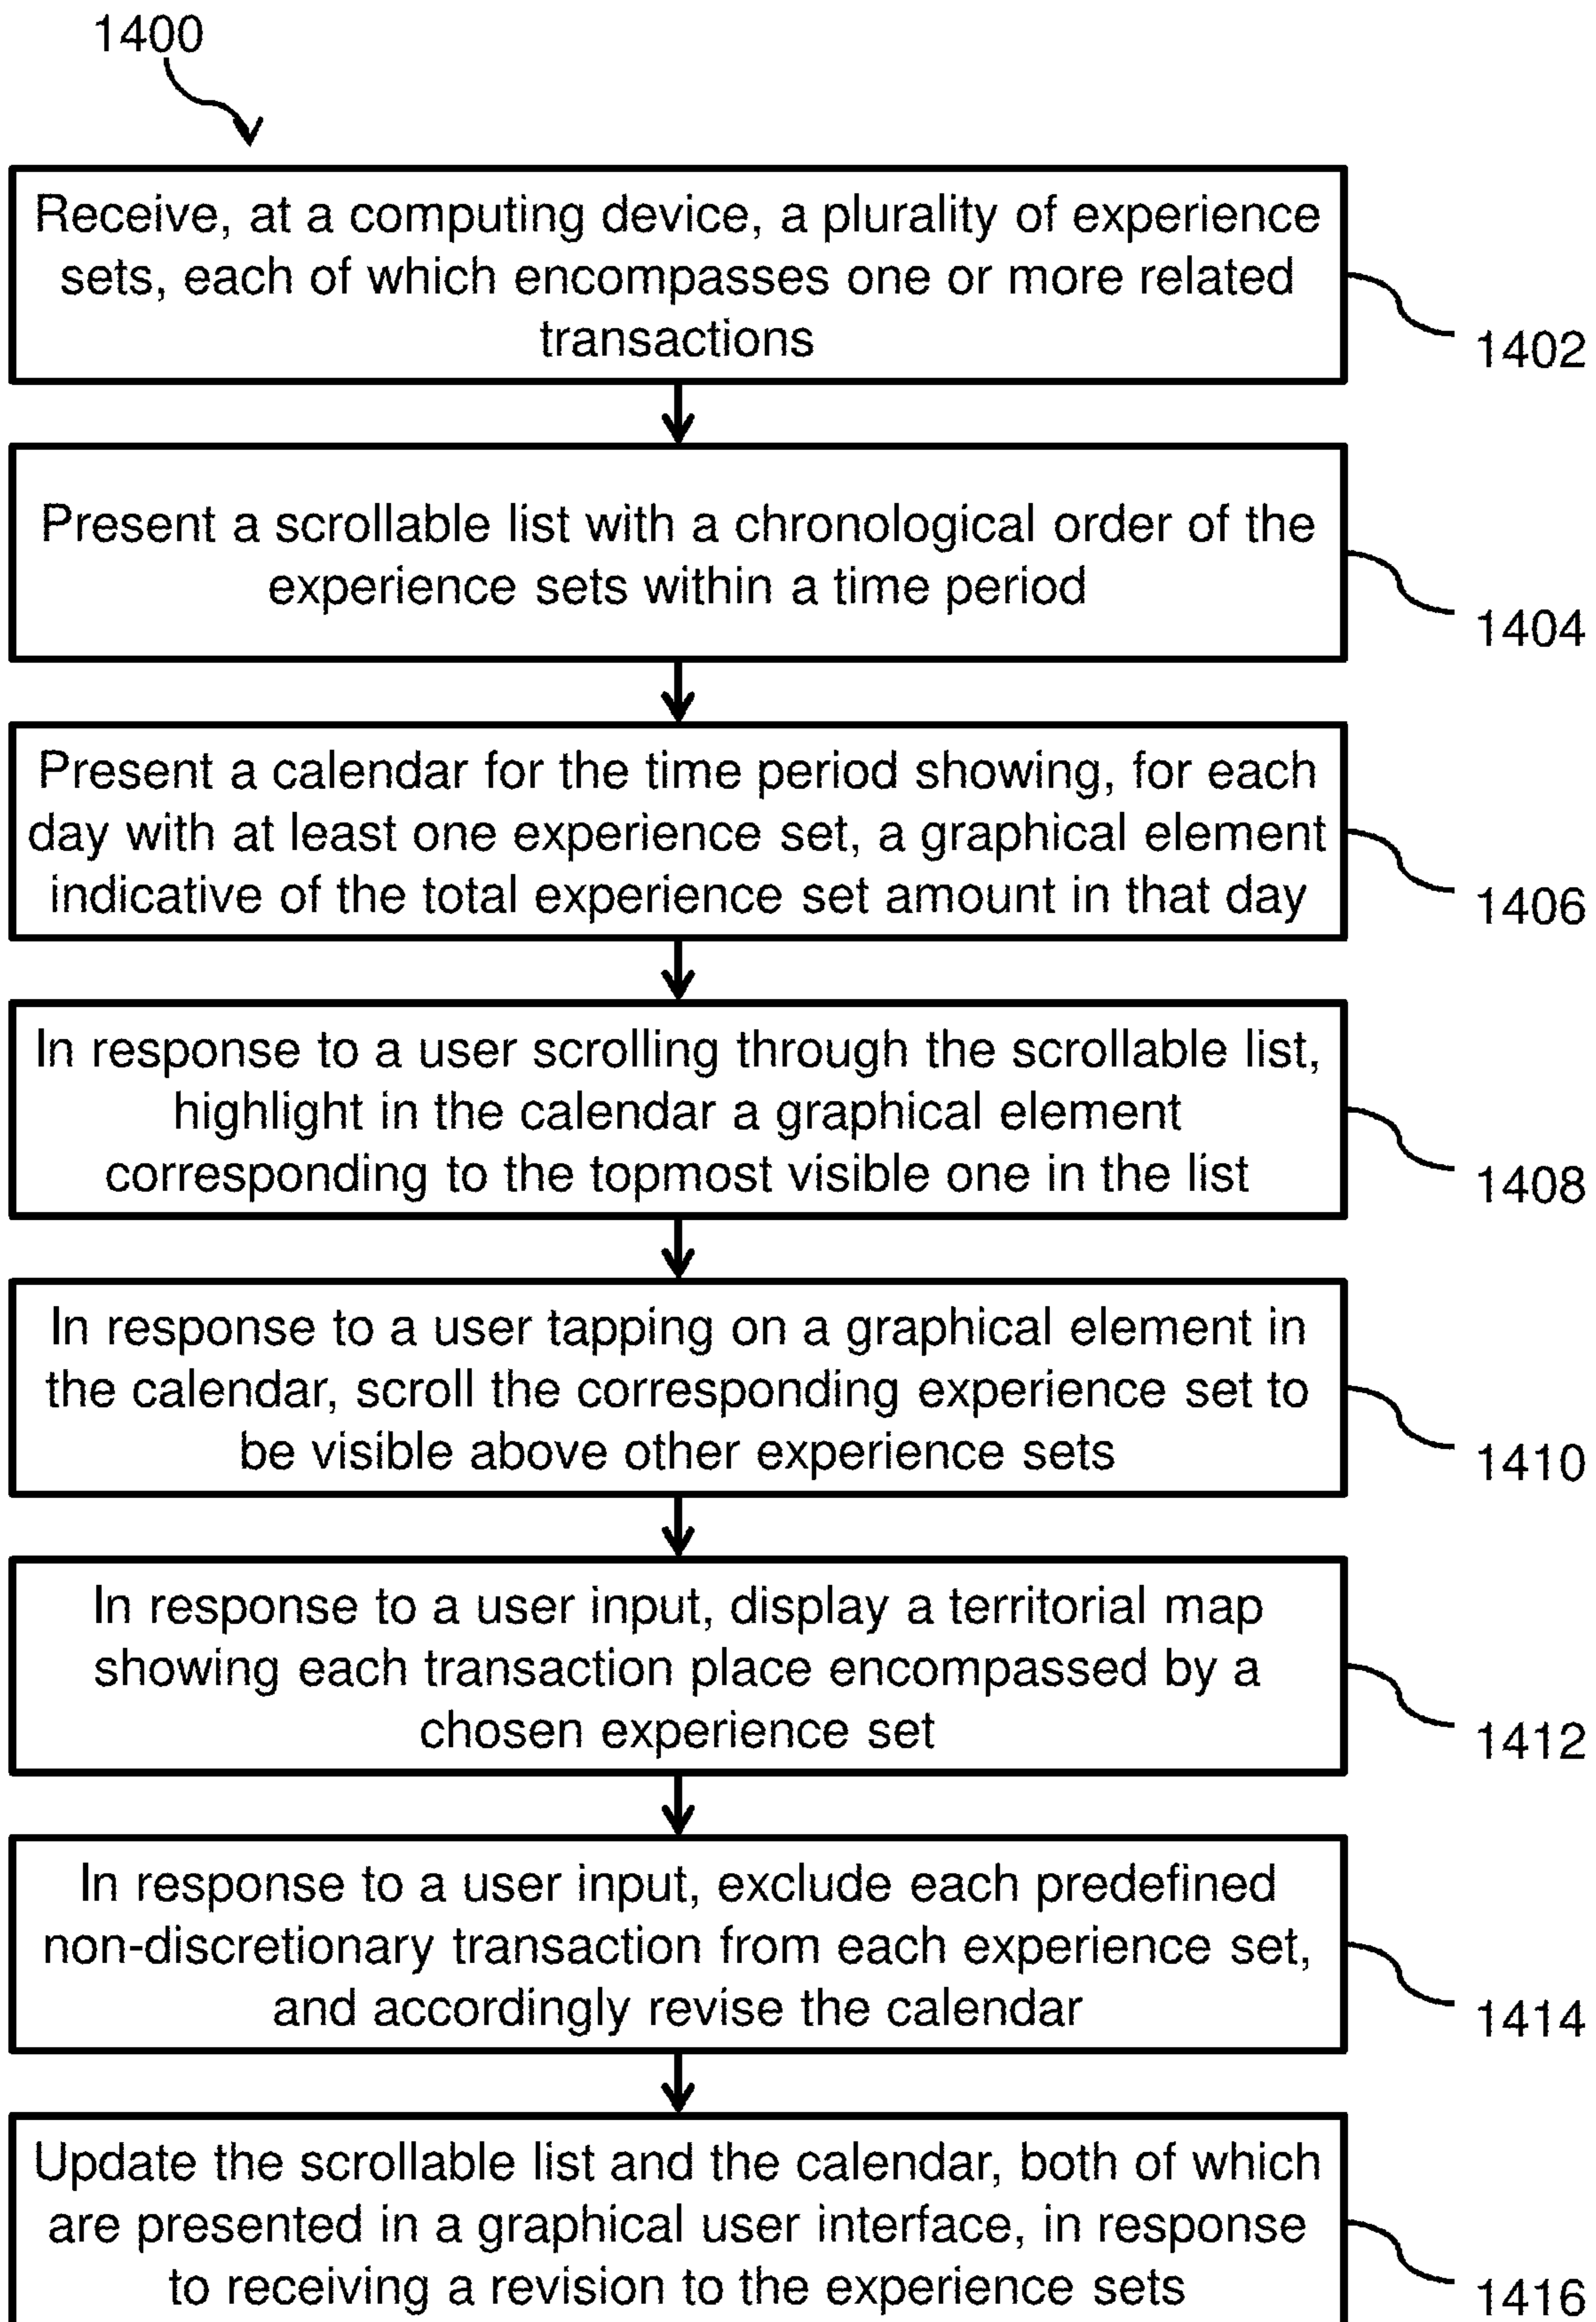 1400
Receive, at a computing device, a plurality of experience
sets, each of which encompasses one or more related
transactions
1402
Present a scrollable list with a chronological order of the
experience sets within a time period
1404
Present a calendar for the time period showing, for each
day with at least one experience set, a graphical element
indicative of the total experience set amount in that day
1406
In response to a user scrolling through the scrollable list,
highlight in the calendar a graphical element
corresponding to the topmost visible one in the list
1408
In response to a user tapping on a graphical element in
the calendar, scroll the corresponding experience set to
be visible above other experience sets
1410
In response to a user input, display a territorial map
showing each transaction place encompassed by a
chosen experience set
1412
In response to a user input, exclude each predefined
non-discretionary transaction from each experience set,
and accordingly revise the calendar
1414
Update the scrollable list and the calendar, both of which
are presented in a graphical user interface, in response
to receiving a revision to the experience sets
1416